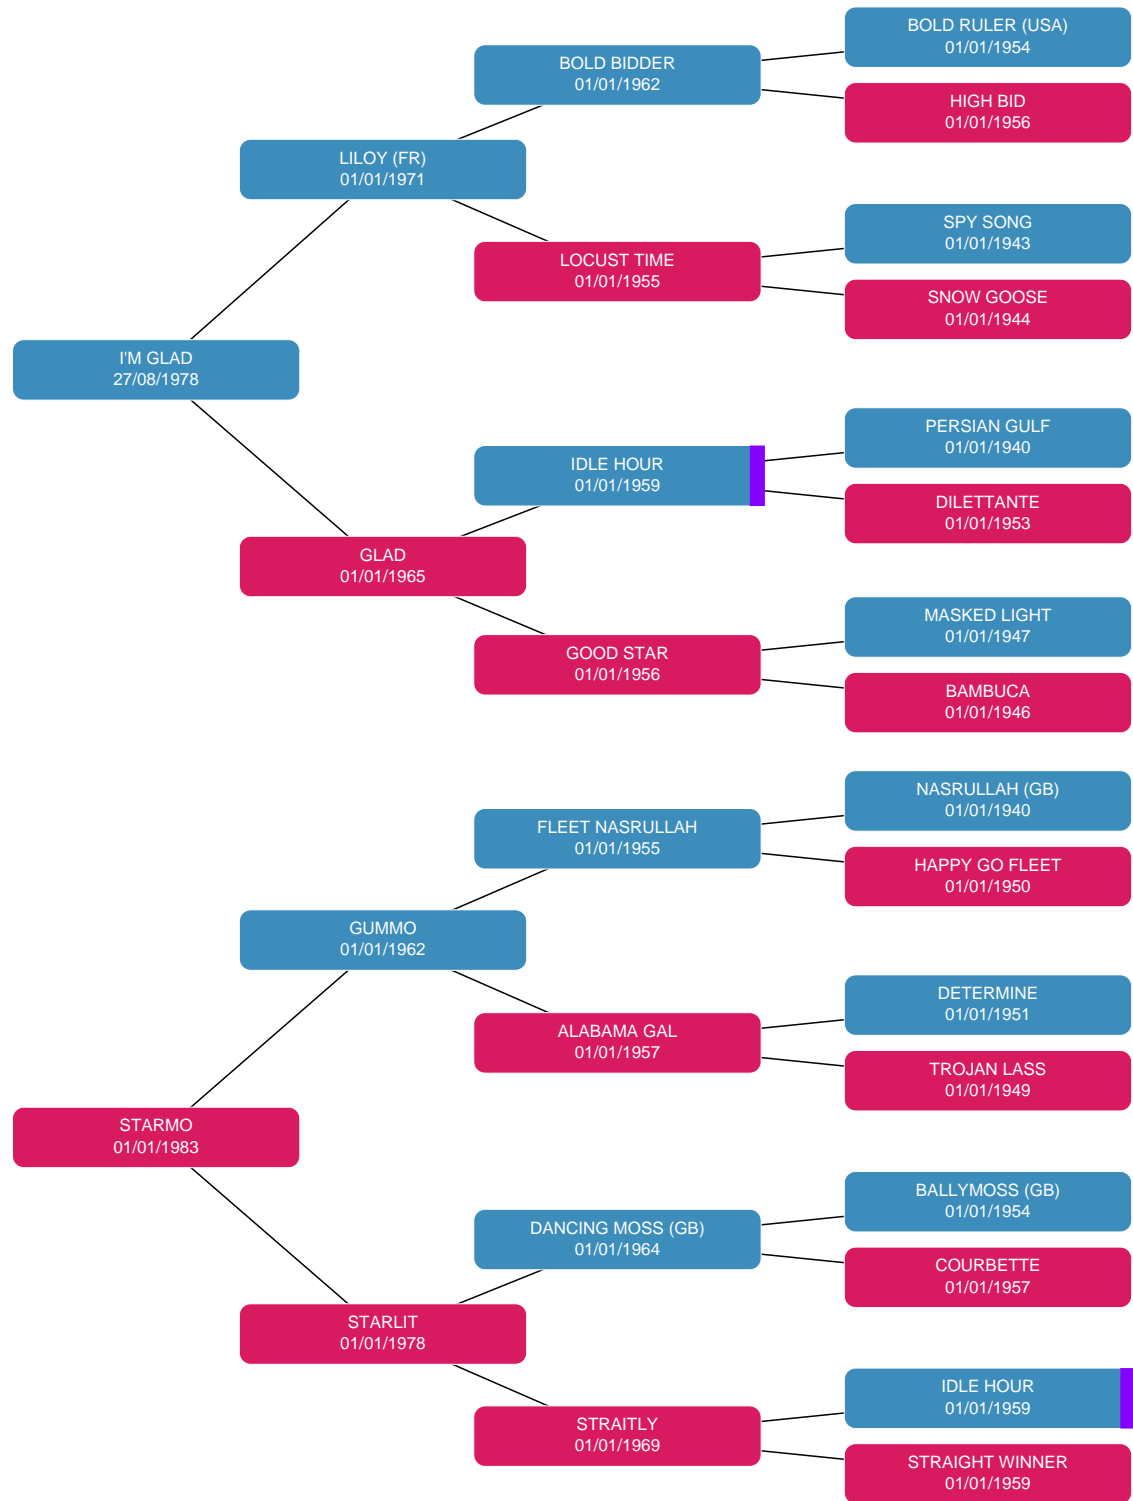 BOLD RULER (USA)
01/01/1954
BOLD BIDDER
01/01/1962
HIGH BID
01/01/1956
LILOY (FR)
01/01/1971
SPY SONG
01/01/1943
LOCUST TIME
01/01/1955
SNOW GOOSE
01/01/1944
I'M GLAD
27/08/1978
PERSIAN GULF
01/01/1940
IDLE HOUR
01/01/1959
DILETTANTE
01/01/1953
GLAD
01/01/1965
MASKED LIGHT
01/01/1947
GOOD STAR
01/01/1956
BAMBUCA
01/01/1946
NASRULLAH (GB)
01/01/1940
FLEET NASRULLAH
01/01/1955
HAPPY GO FLEET
01/01/1950
GUMMO
01/01/1962
DETERMINE
01/01/1951
ALABAMA GAL
01/01/1957
TROJAN LASS
01/01/1949
STARMO
01/01/1983
BALLYMOSS (GB)
01/01/1954
DANCING MOSS (GB)
01/01/1964
COURBETTE
01/01/1957
STARLIT
01/01/1978
IDLE HOUR
01/01/1959
STRAITLY
01/01/1969
STRAIGHT WINNER
01/01/1959